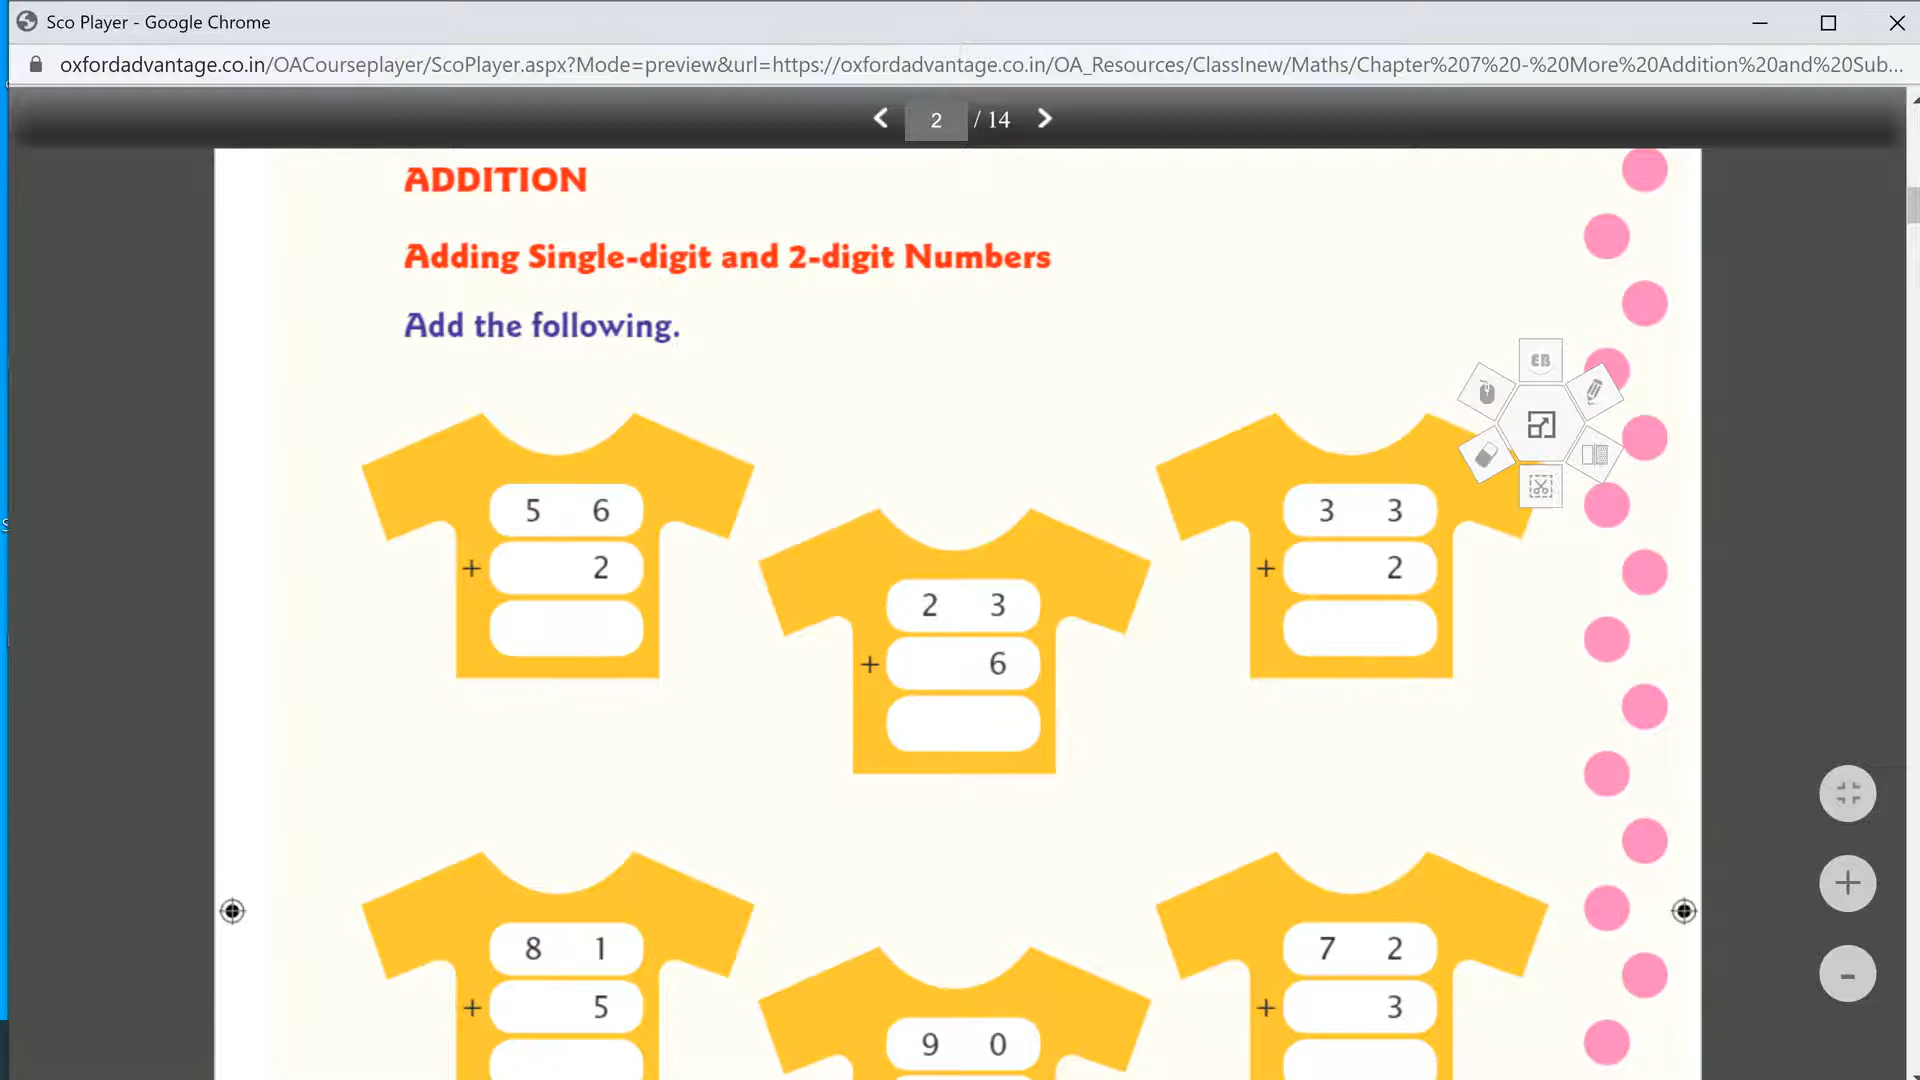 Sco Player - Google Chrome
oxfordadvantage.co.in/OACourseplayer/ScoPlayer.aspx?Mode=preview&url=https://oxfordadvantage.co.in/OA_Resources/ClassInew/Maths/Chapter%207%20-%20More%20Addition%20and%20Sub...
2 / 14
ADDITION
Adding Single-digit and 2-digit Numbers
Add the following.
EB
5 6
+ 2
2 3
+ 6
3 3
+ 2
8 1
+ 5
9 0
7 2
+ 3